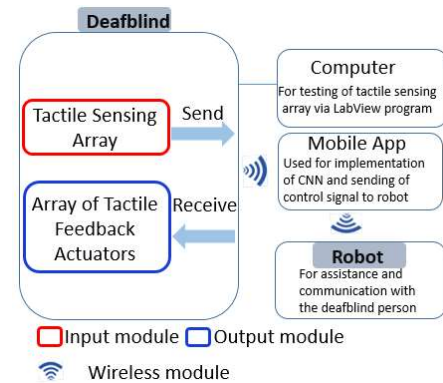 Deafblind
Tactile Sensing
Array
Send
Array of Tactile
Feedback
Actuators
Receive
Computer
For testing of tactile sensing
array via LabView program
Mobile App
Used for implementation
of CNN and sending of
control signal to robot
Robot
For assistance and
communication with
the deafblind person
Input module
Output module
Wireless module